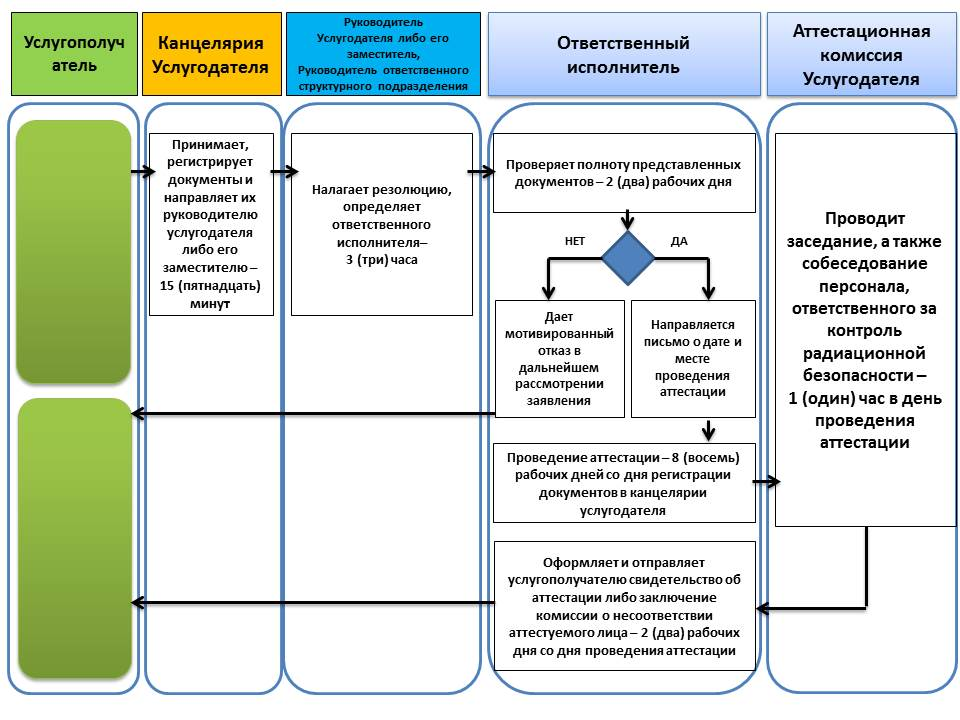 Услугополуч
атель
Канцелярия
Услугодателя
Руководитель
Услугодателя либо его
заместитель,
Руководитель ответственного
структурного подразделения
Ответственный
исполнитель
Аттестационная
комиссия
Услугодателя
Принимает,
регистрирует
документы и
направляет их
руководителю
услугодателя
либо его
заместителю –
15 (пятнадцать)
минут
Налагает резолюцию,
определяет
ответственного
исполнителя–
3 (три) часа
Проверяет полноту представленных
документов – 2 (два) рабочих дня
НЕТ
ДА
Дает
мотивированный
отказ в
дальнейшем
рассмотрении
заявления
Направляется
письмо о дате и
месте
проведения
аттестации
Проведение аттестации – 8 (восемь)
рабочих дней со дня регистрации
документов в канцелярии
услугодателя
Проводит
заседание, а также
собеседование
персонала,
ответственного за
контроль
радиационной
безопасности –
1 (один) час в день
проведения
аттестации
Оформляет и отправляет
услугополучателю свидетельство об
аттестации либо заключение
комиссии о несоответствии
аттестуемого лица – 2 (два) рабочих
дня со дня проведения аттестации